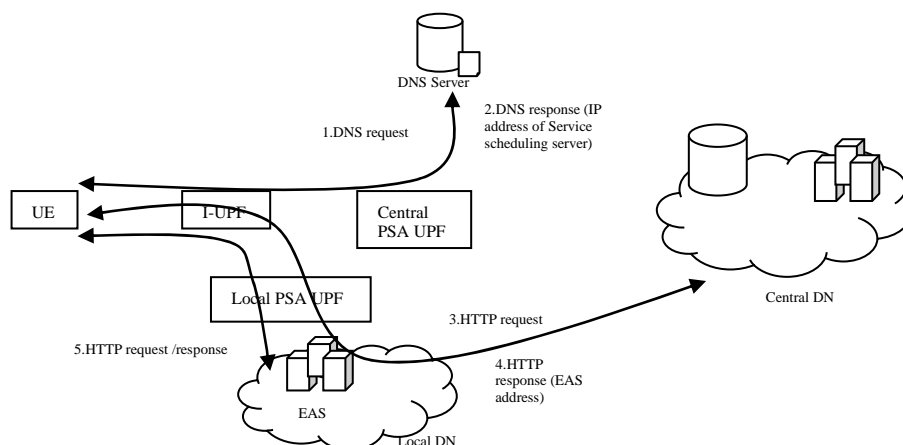 DNS Server
2.DNS response (IP
address of Service
scheduling server)
1.DNS request
UE
I-UPF
Central
PSA UPF
Local PSA UPF
Central DN
3.HTTP request
5.HTTP request /response
4.HTTP
response (EAS
address)
EAS
Local DN